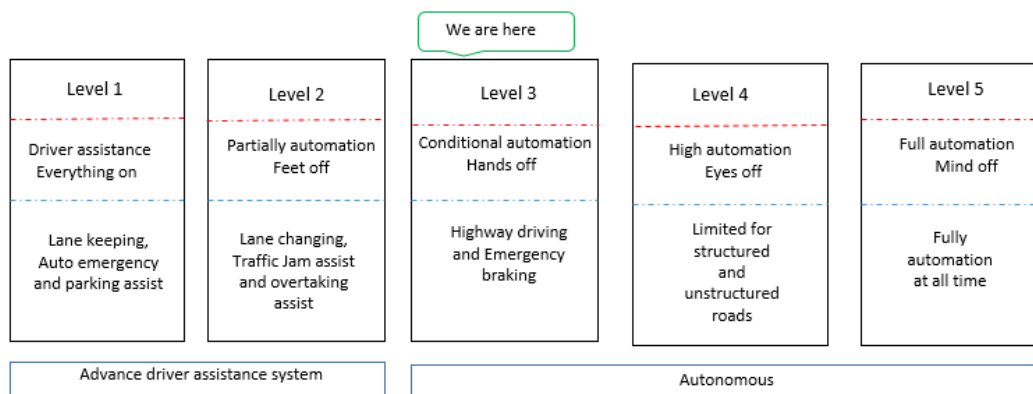 We are here
Level 1
Driver assistance
Everything on
Lane keeping,
Auto emergency
and parking assist
Level 2
Partially automation
Feet off
Lane changing,
Traffic Jam assist
and overtaking
assist
Level 3
Conditional automation
Hands off
Highway driving
and Emergency
braking
Level 4
High automation
Eyes off
Limited for
structured
and
unstructured
roads
Level 5
Full automation
Mind off
Fully
automation
at all time
Advance driver assistance system
Autonomous